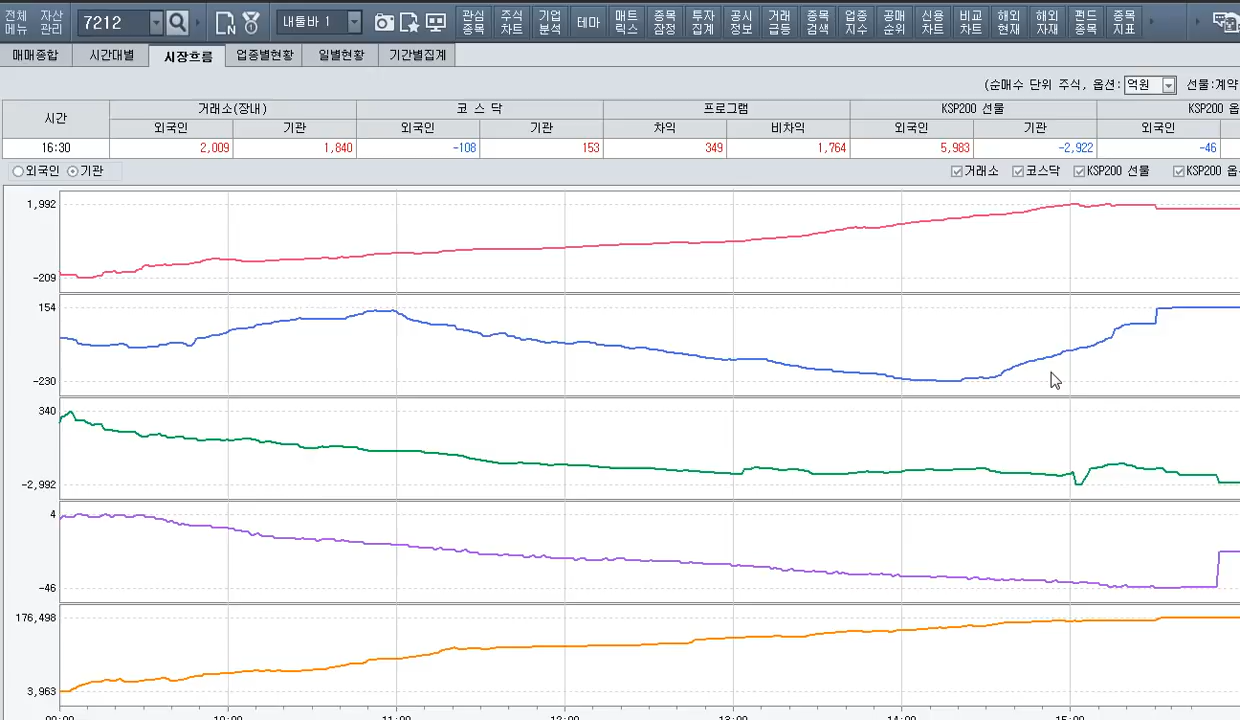 전체 메뉴 자산 관리 7212 N 내툴바 1 관심 종목 주식 차트 기업 분석 테마 매트 릭스 종목 잠정 투자 집계 공시 정보 거래 급등 종목 검색 업종 지수 공매 순위 신용 차트 비교 차트 해외 현재 해외 자재 펀드 종목 종목 지표
매매종합 시간대별 시장흐름 업종별현황 일별현황 기간별집계
(순매수 단위 주식, 옵션: 억원 선물:계약
시간 거래소(장내) 코 스 닥 프로그램 KSP200 선물 KSP200 옵
외국인 기관 외국인 기관 차익 비차익 외국인 기관 외국인
16:30 2,009 1,840 -108 153 349 1,764 5,983 -2,922 -46
외국인 기관 거래소 코스닥 KSP200 선물 KSP200 옵
1,992
-209
154
-230
340
-2,992
4
-46
176,498
3,963
09:00 10:00 11:00 12:00 13:00 14:00 15:00